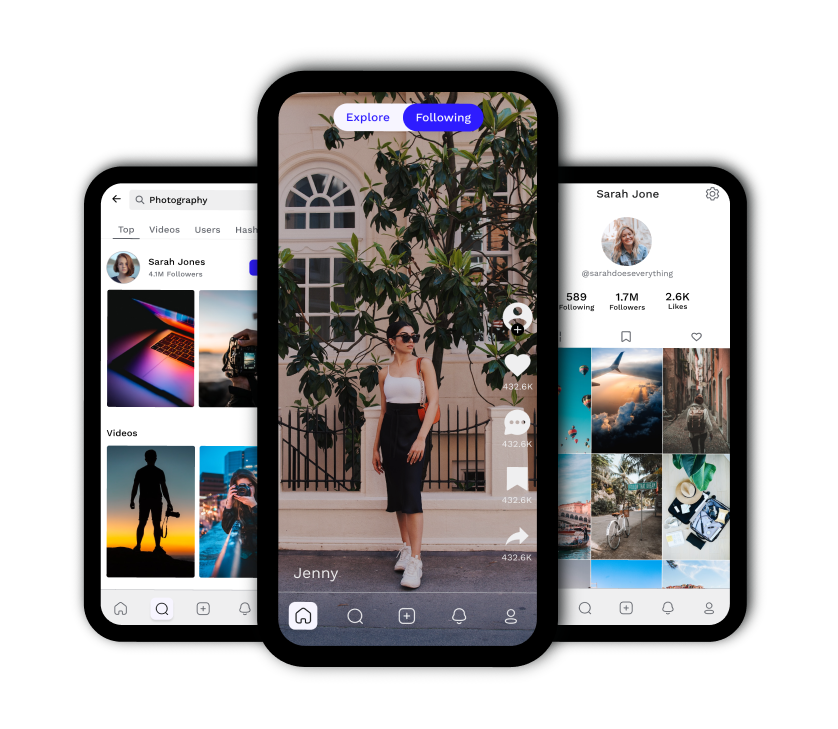 Photography
Top Videos Users Hash
Sarah Jones
4.1M Followers
Videos
Explore Following
432.6K
432.6K
432.6K
432.6K
Jenny
Sarah Jone
@sarahdoeseverything
589 1.7M 2.6K
Following Followers Likes